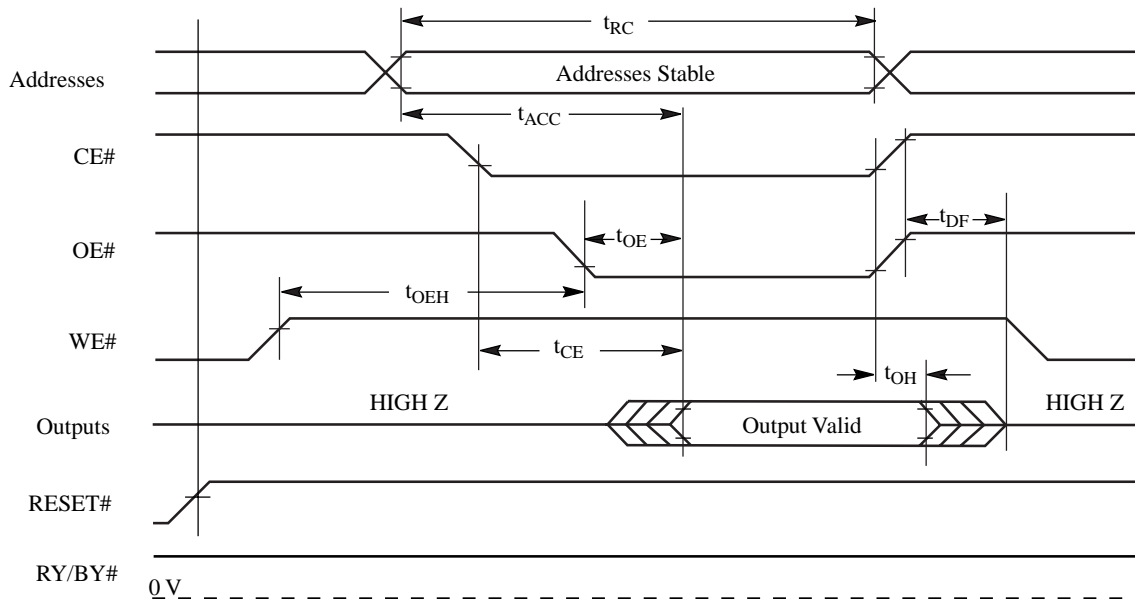 tRC
Addresses
Addresses Stable
tACC
CE#
tDF
OE#
tOE
tOEH
WE#
tCE
tOH
HIGH Z
HIGH Z
Outputs
Output Valid
RESET#
RY/BY#
0 V